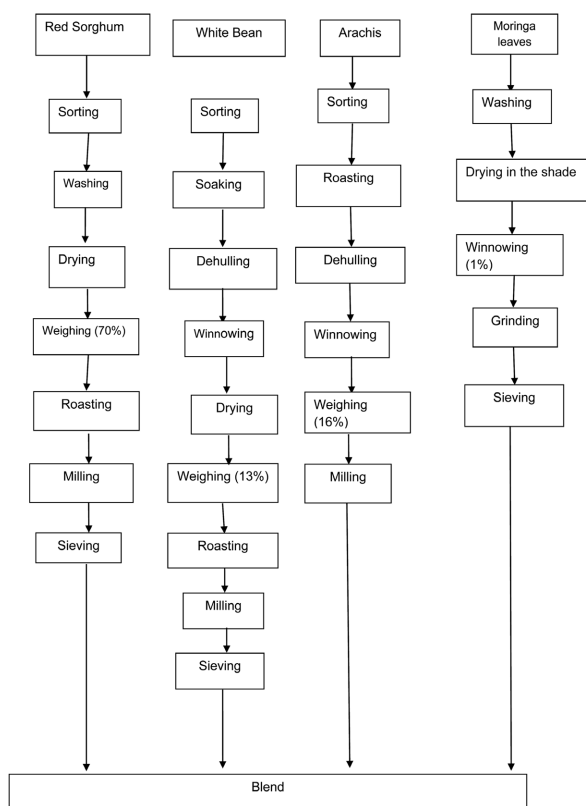 Red Sorghum
Sorting
Washing
Drying
Weighing (70%)
Roasting
Milling
Sieving
White Bean
Sorting
Soaking
Dehulling
Winnowing
Drying
Weighing (13%)
Roasting
Milling
Sieving
Arachis
Sorting
Roasting
Dehulling
Winnowing
Weighing
(16%)
Milling
Moringa
leaves
Washing
Drying in the shade
Winnowing
(1%)
Grinding
Sieving
Blend